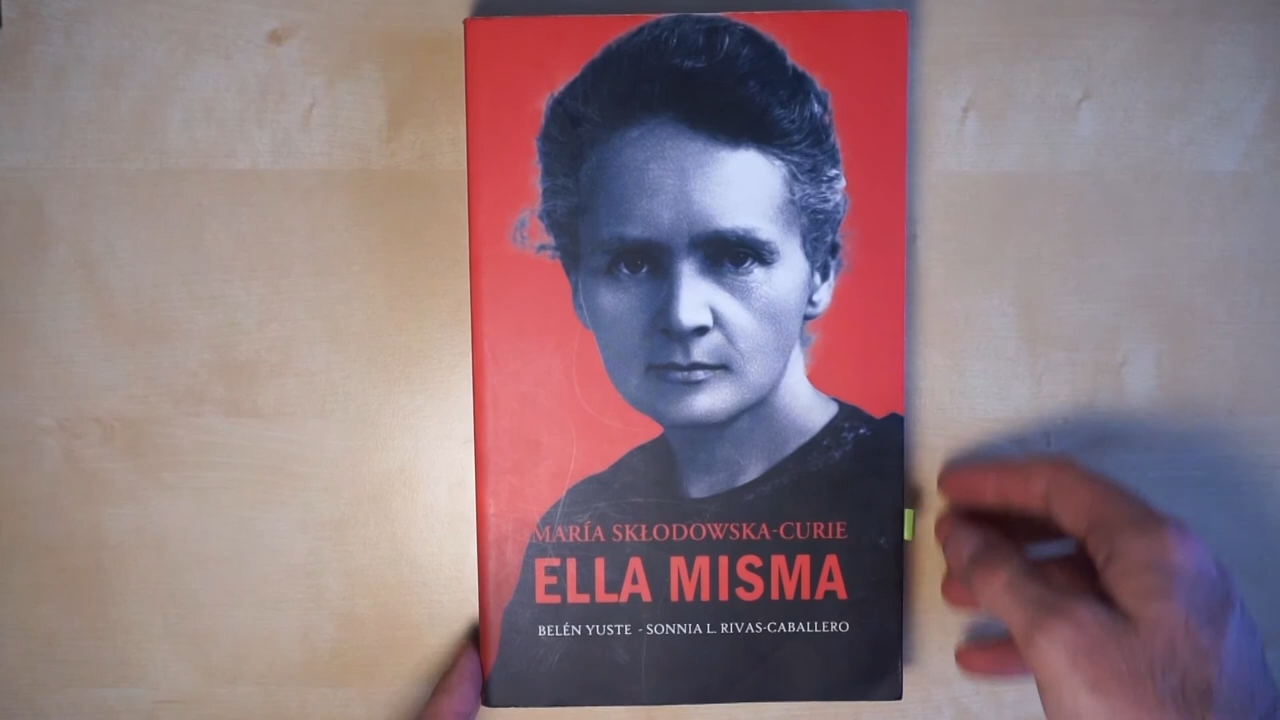 MARÍA SKŁODOWSKA-CURIE
ELLA MISMA
BELÉN YUSTE - SONNIA L. RIVAS-CABALLERO